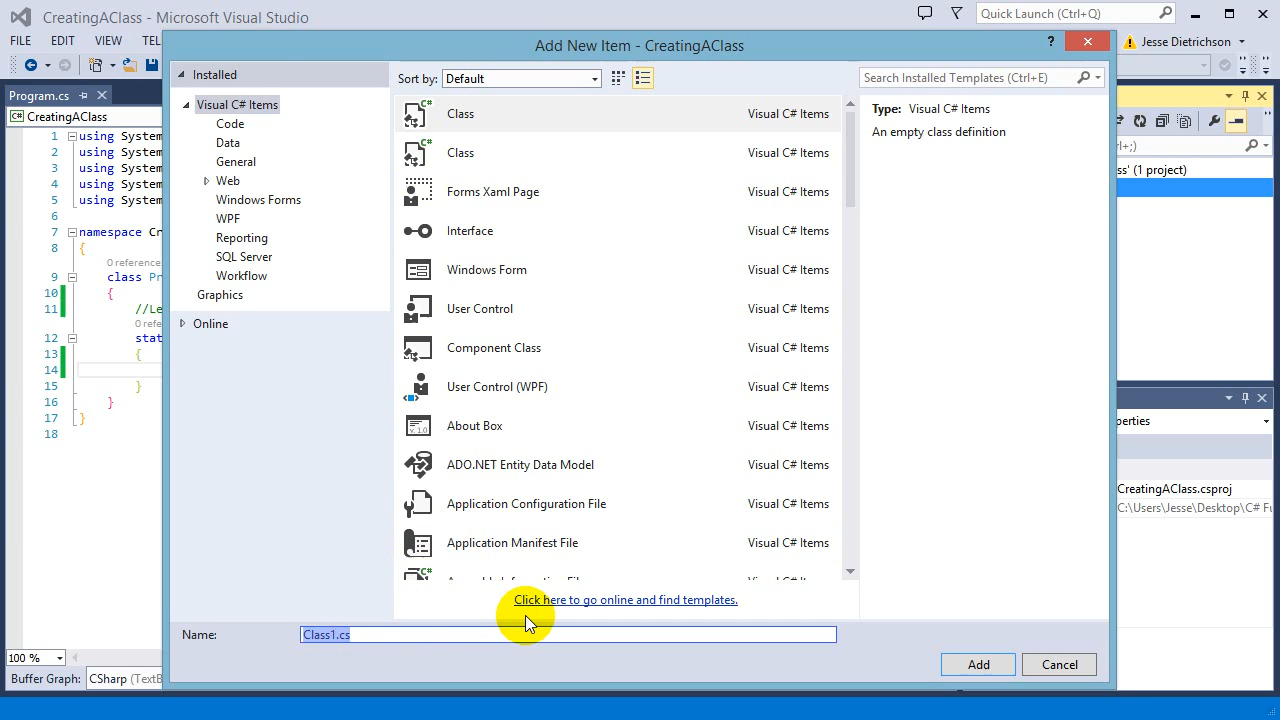 CreatingAClass - Microsoft Visual Studio
Quick Launch (Ctrl+Q)
FILE EDIT VIEW TEL
Jesse Dietrichson
Add New Item - CreatingAClass
?
Program.cs
CreatingAClass
1 using System
2 using System
3 using System
4 using System
5 using System
6
7 namespace Cr
8 {
0 reference
9 class Pr
10 {
11 //Le
0 refe
12 stat
13 {
14
15 }
16 }
17 }
18
100 %
Buffer Graph: CSharp (TextB
Installed
Visual C# Items
Code
Data
General
Web
Windows Forms
WPF
Reporting
SQL Server
Workflow
Graphics
Online
Sort by: Default
Search Installed Templates (Ctrl+E)
Class Visual C# Items
Class Visual C# Items
Forms Xaml Page Visual C# Items
Interface Visual C# Items
Windows Form Visual C# Items
User Control Visual C# Items
Component Class Visual C# Items
User Control (WPF) Visual C# Items
About Box Visual C# Items
ADO.NET Entity Data Model Visual C# Items
Application Configuration File Visual C# Items
Application Manifest File Visual C# Items
Click here to go online and find templates.
Type: Visual C# Items
An empty class definition
Name: Class1.cs
Add Cancel
+;)
ss' (1 project)
perties
CreatingAClass.csproj
C:\Users\Jesse\Desktop\C# Fu